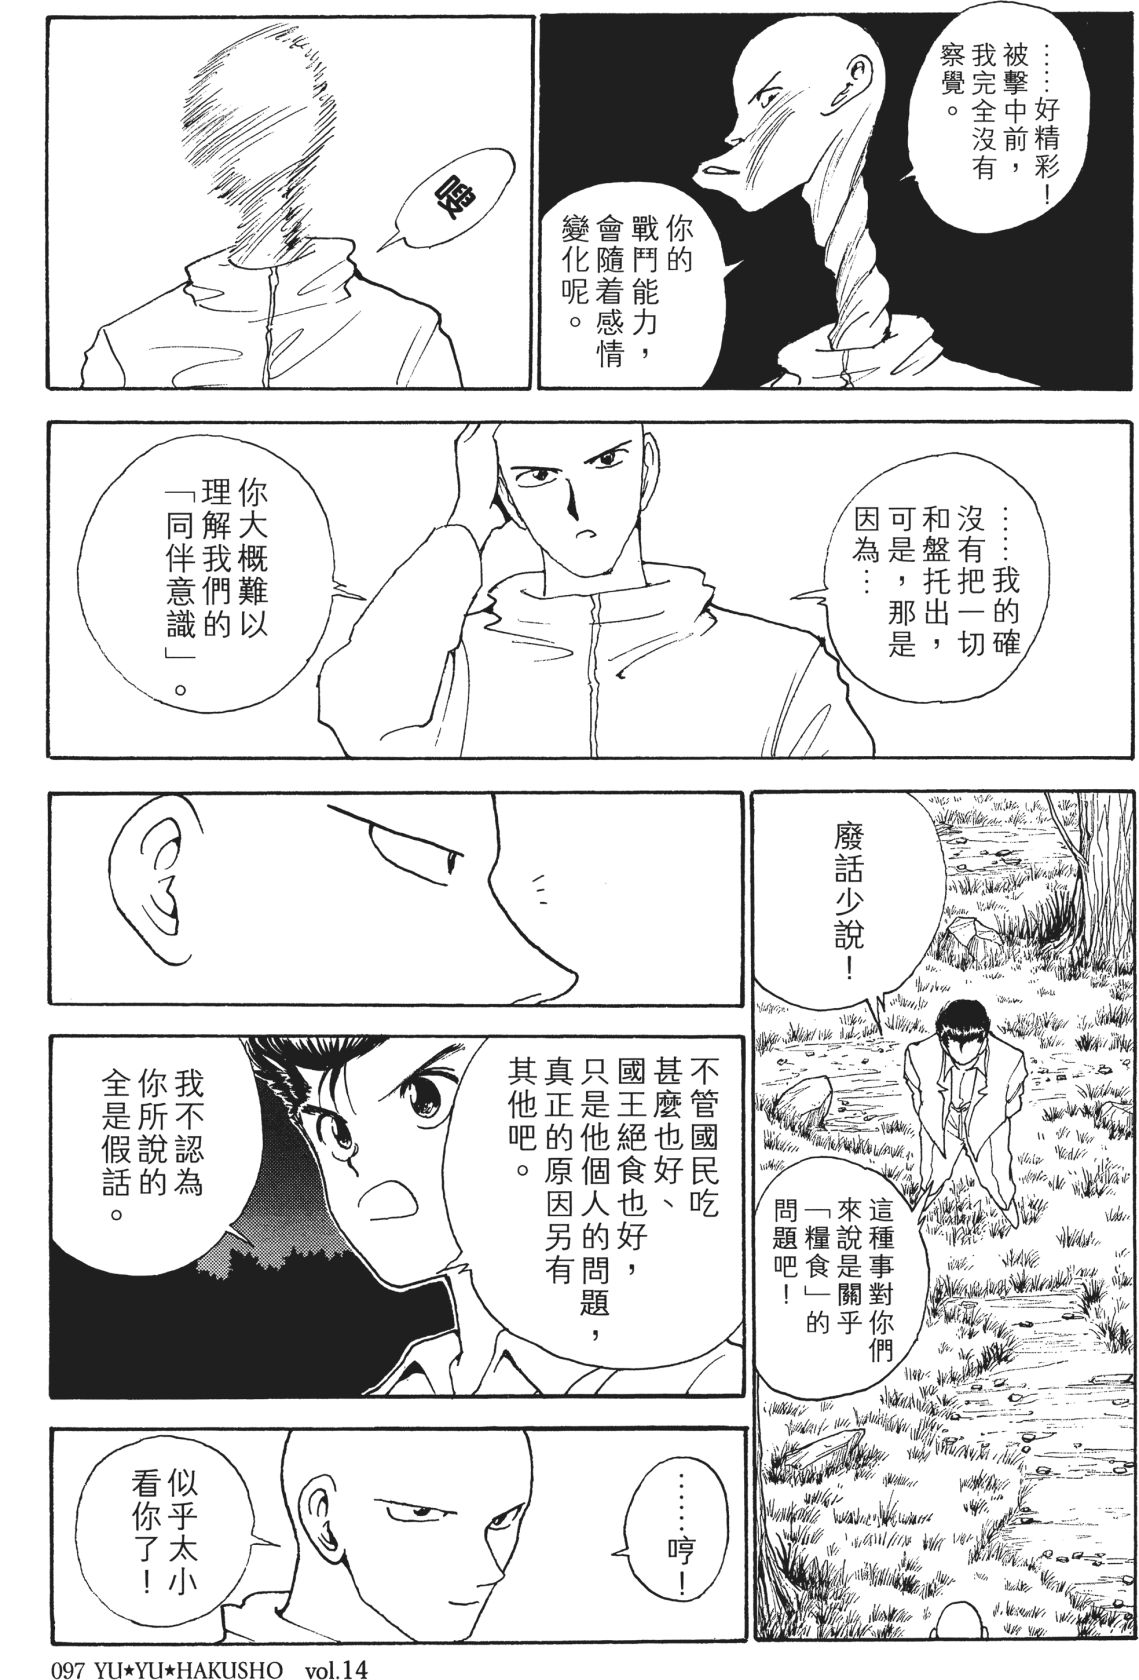 ……好精彩！
被擊中前，
我完全沒有
察覺。
你的
戰鬥能力，
會隨着感情
變化呢。
嗖
……我的確
沒有把一切
和盤托出，
可是，那是
因為…
你大概難以
理解我們的
「同伴意識」。
廢話少說！
這種事對你們
來說是關乎
「糧食」的
問題吧！
不管國民吃
甚麼也好、
國王絕食也好，
只是他個人的問題，
真正的原因另有
其他吧。
我不認為
你所說的
全是假話。
……哼！
似乎太小
看你了！
097 YU★YU★HAKUSHO vol.14